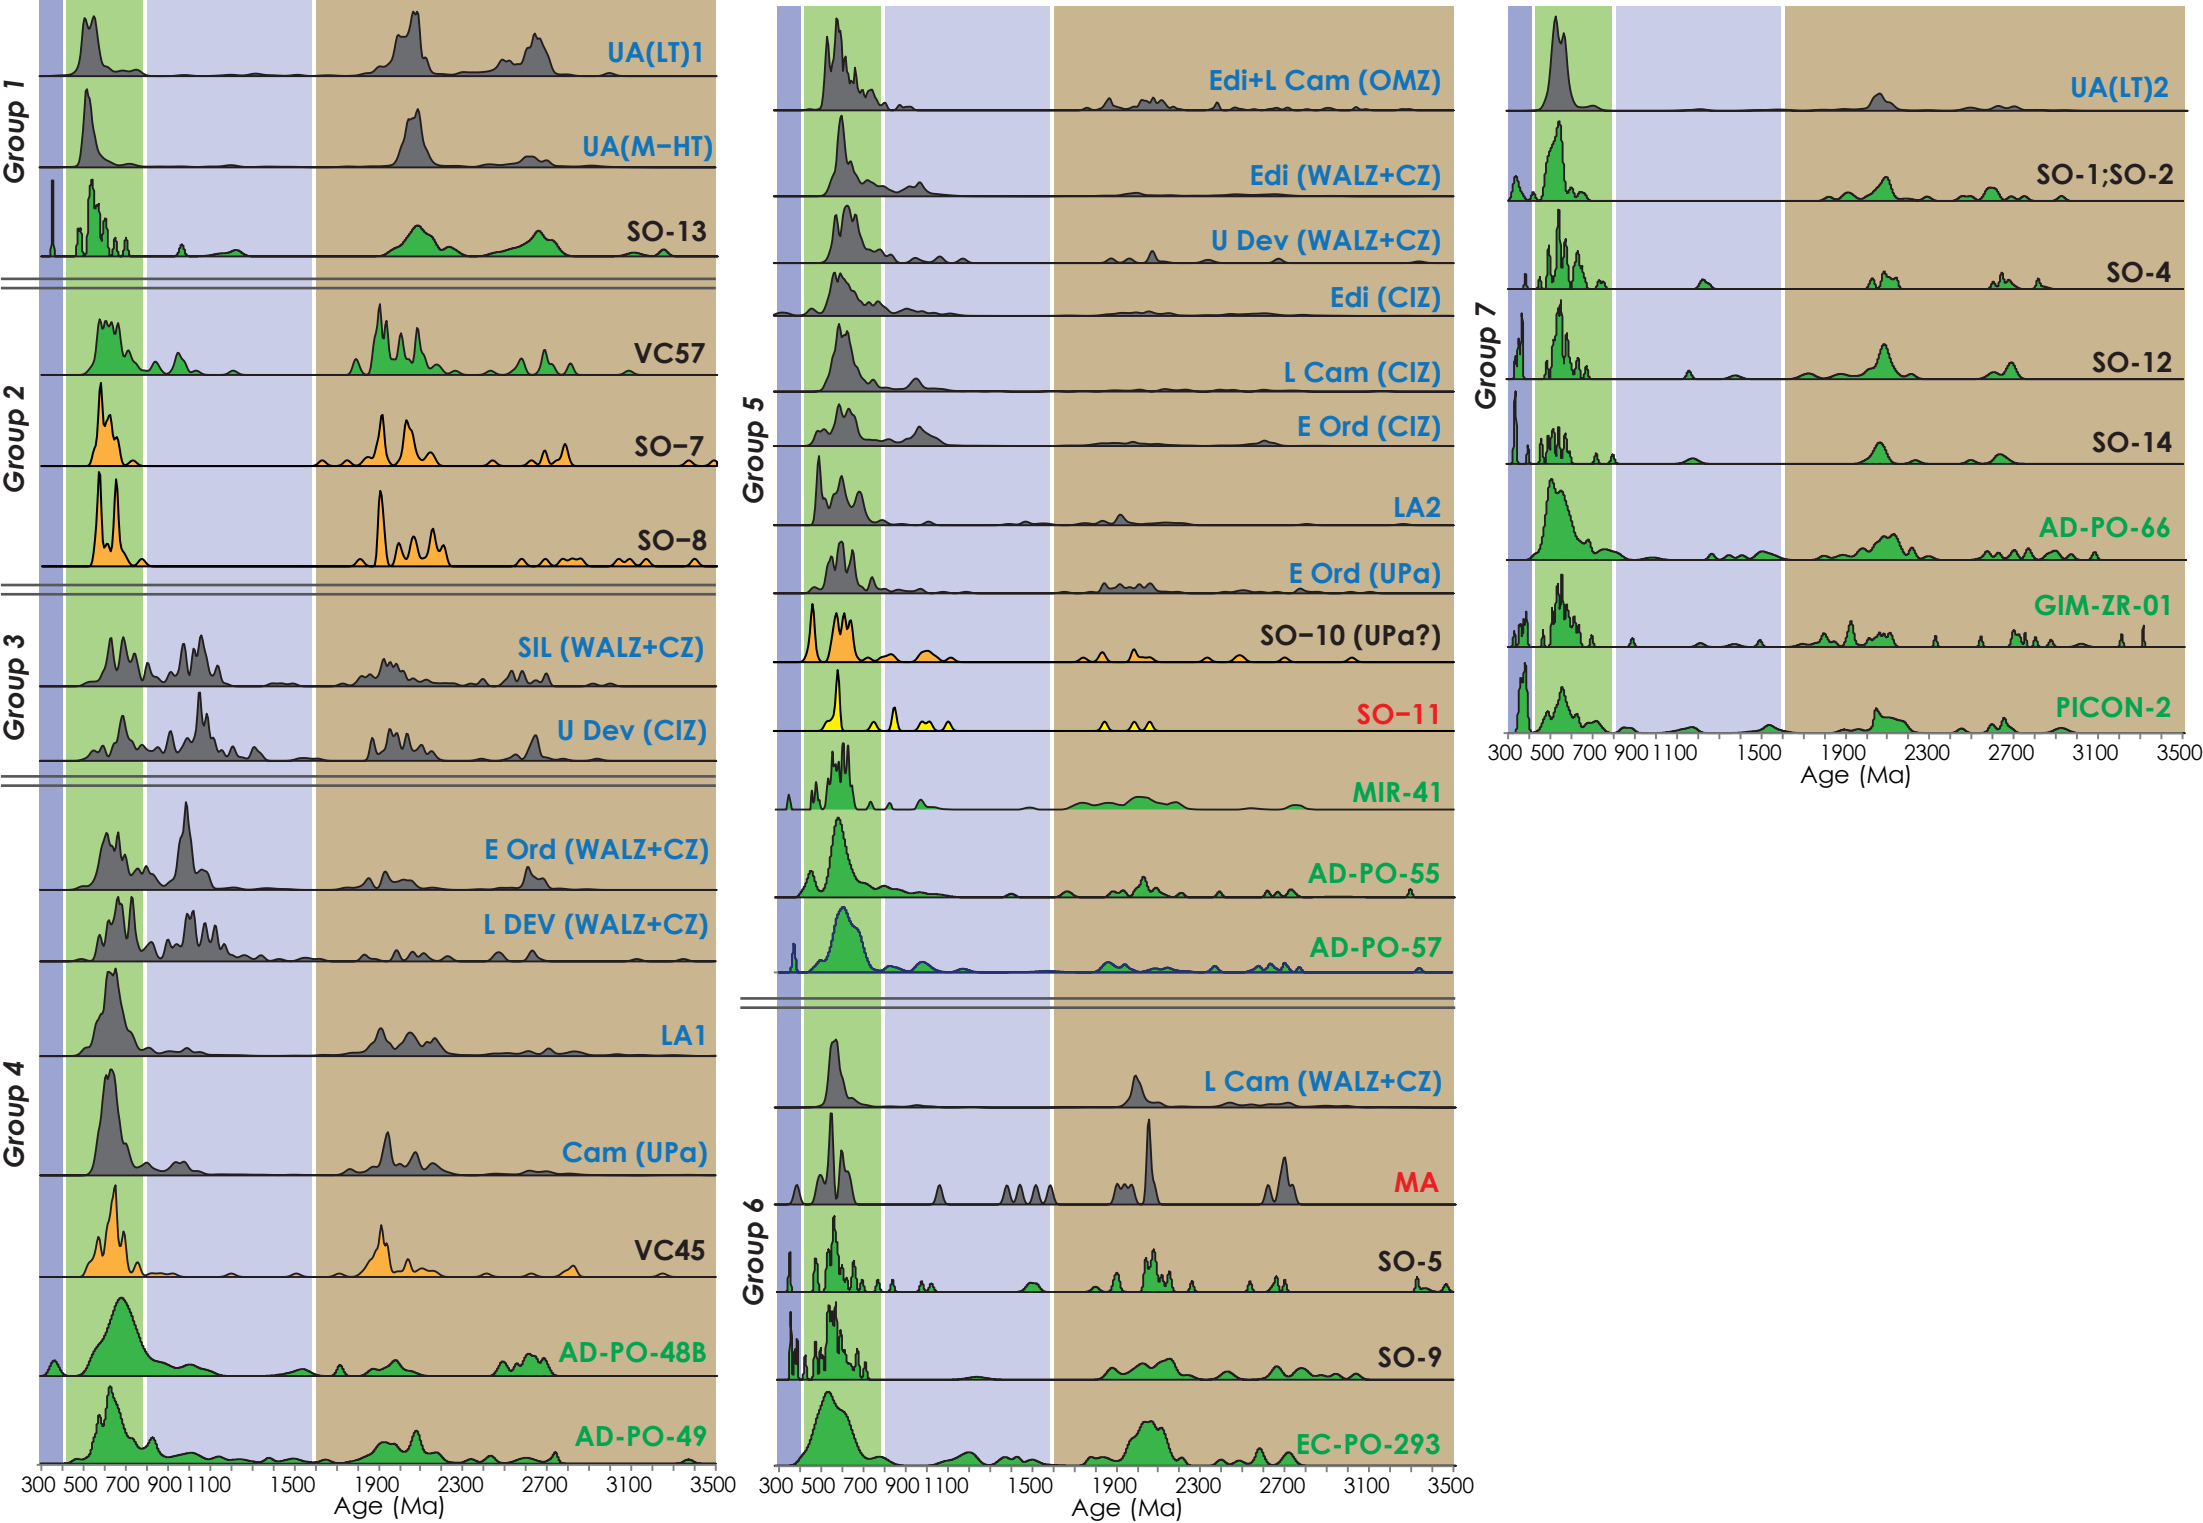 Group 1
UA(LT)1
UA(M−HT)
SO-13
Group 2
VC57
SO−7
SO−8
Group 3
SIL (WALZ+CZ)
U Dev (CIZ)
Group 4
E Ord (WALZ+CZ)
L DEV (WALZ+CZ)
LA1
Cam (UPa)
VC45
AD-PO-48B
AD-PO-49
300 500 700 900 1100 1500 1900 2300 2700 3100 3500
Age (Ma)
Group 5
Edi+L Cam (OMZ)
Edi (WALZ+CZ)
U Dev (WALZ+CZ)
Edi (CIZ)
L Cam (CIZ)
E Ord (CIZ)
LA2
E Ord (UPa)
SO−10 (UPa?)
SO−11
MIR-41
AD-PO-55
AD-PO-57
Group 6
L Cam (WALZ+CZ)
MA
SO-5
SO-9
EC-PO-293
300 500 700 900 1100 1500 1900 2300 2700 3100 3500
Age (Ma)
Group 7
UA(LT)2
SO-1;SO-2
SO-4
SO-12
SO-14
AD-PO-66
GIM-ZR-01
PICON-2
300 500 700 900 1100 1500 1900 2300 2700 3100 3500
Age (Ma)